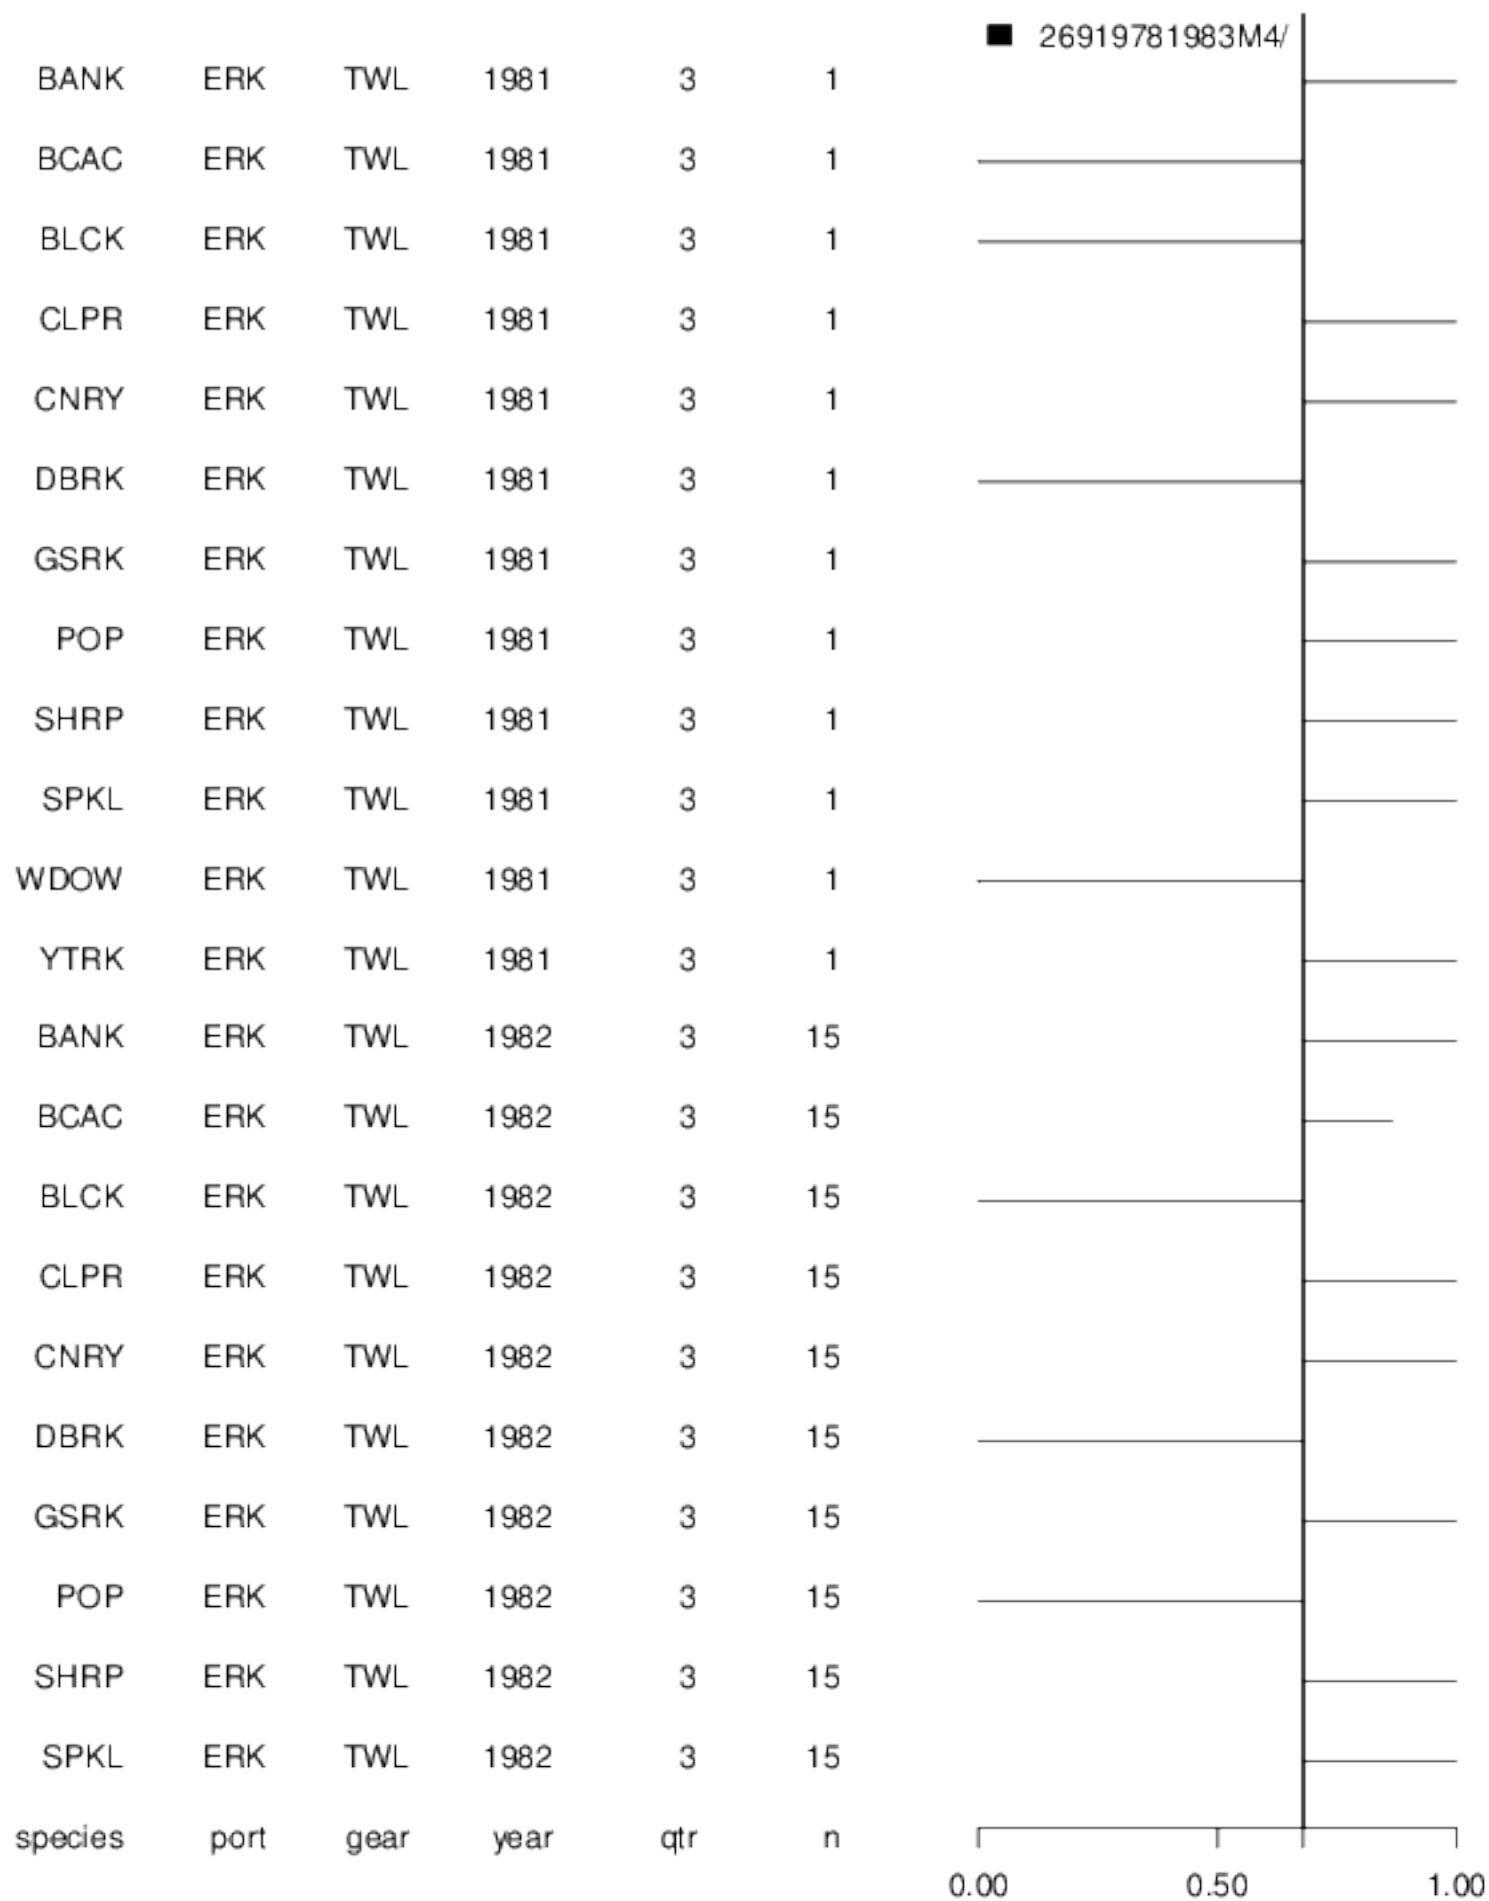 26919781983M4/
BANK ERK TWL 1981 3 1
BCAC ERK TWL 1981 3 1
BLCK ERK TWL 1981 3 1
CLPR ERK TWL 1981 3 1
CNRY ERK TWL 1981 3 1
DBRK ERK TWL 1981 3 1
GSRK ERK TWL 1981 3 1
POP ERK TWL 1981 3 1
SHRP ERK TWL 1981 3 1
SPKL ERK TWL 1981 3 1
WDOW ERK TWL 1981 3 1
YTRK ERK TWL 1981 3 1
BANK ERK TWL 1982 3 15
BCAC ERK TWL 1982 3 15
BLCK ERK TWL 1982 3 15
CLPR ERK TWL 1982 3 15
CNRY ERK TWL 1982 3 15
DBRK ERK TWL 1982 3 15
GSRK ERK TWL 1982 3 15
POP ERK TWL 1982 3 15
SHRP ERK TWL 1982 3 15
SPKL ERK TWL 1982 3 15
species port gear year qtr n
0.00 0.50 1.00